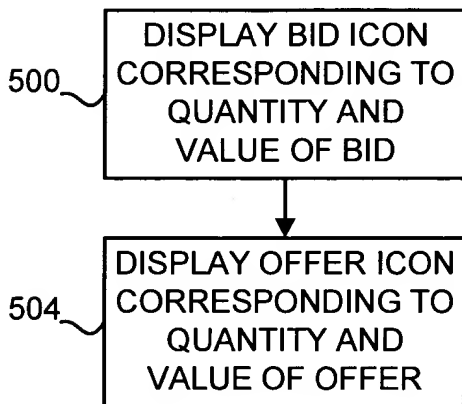 DISPLAY BID ICON
CORRESPONDING TO
QUANTITY AND
VALUE OF BID
500
DISPLAY OFFER ICON
CORRESPONDING TO
QUANTITY AND
VALUE OF OFFER
504